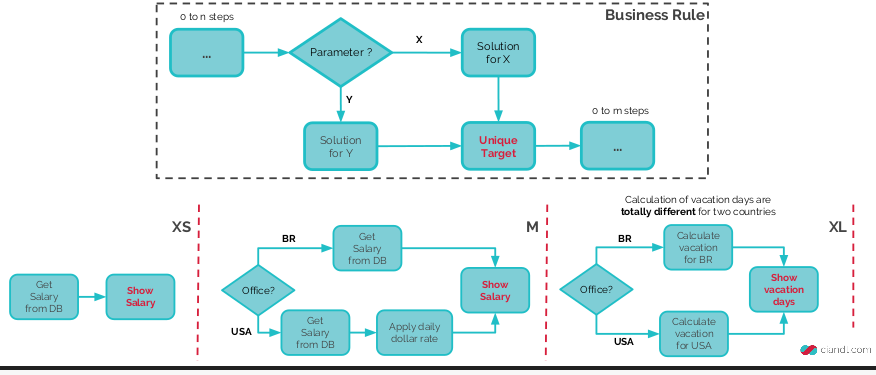 Business Rule
0 to n steps
...
Parameter ?
X
Solution
for X
Y
Solution
for Y
Unique
Target
0 to m steps
...
XS
Get
Salary
from DB
Show
Salary
M
Office?
BR
Get
Salary
from DB
USA
Get
Salary
from DB
Apply daily
dollar rate
Show
Salary
Calculation of vacation days are
totally different for two countries
XL
Office?
BR
Calculate
vacation
for BR
USA
Calculate
vacation
for USA
Show
vacation
days
ciandt.com